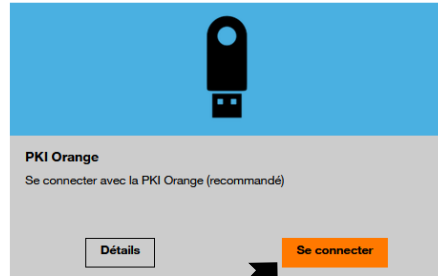 PKI Orange
Se connecter avec la PKI Orange (recommandé)
Détails
Se connecter